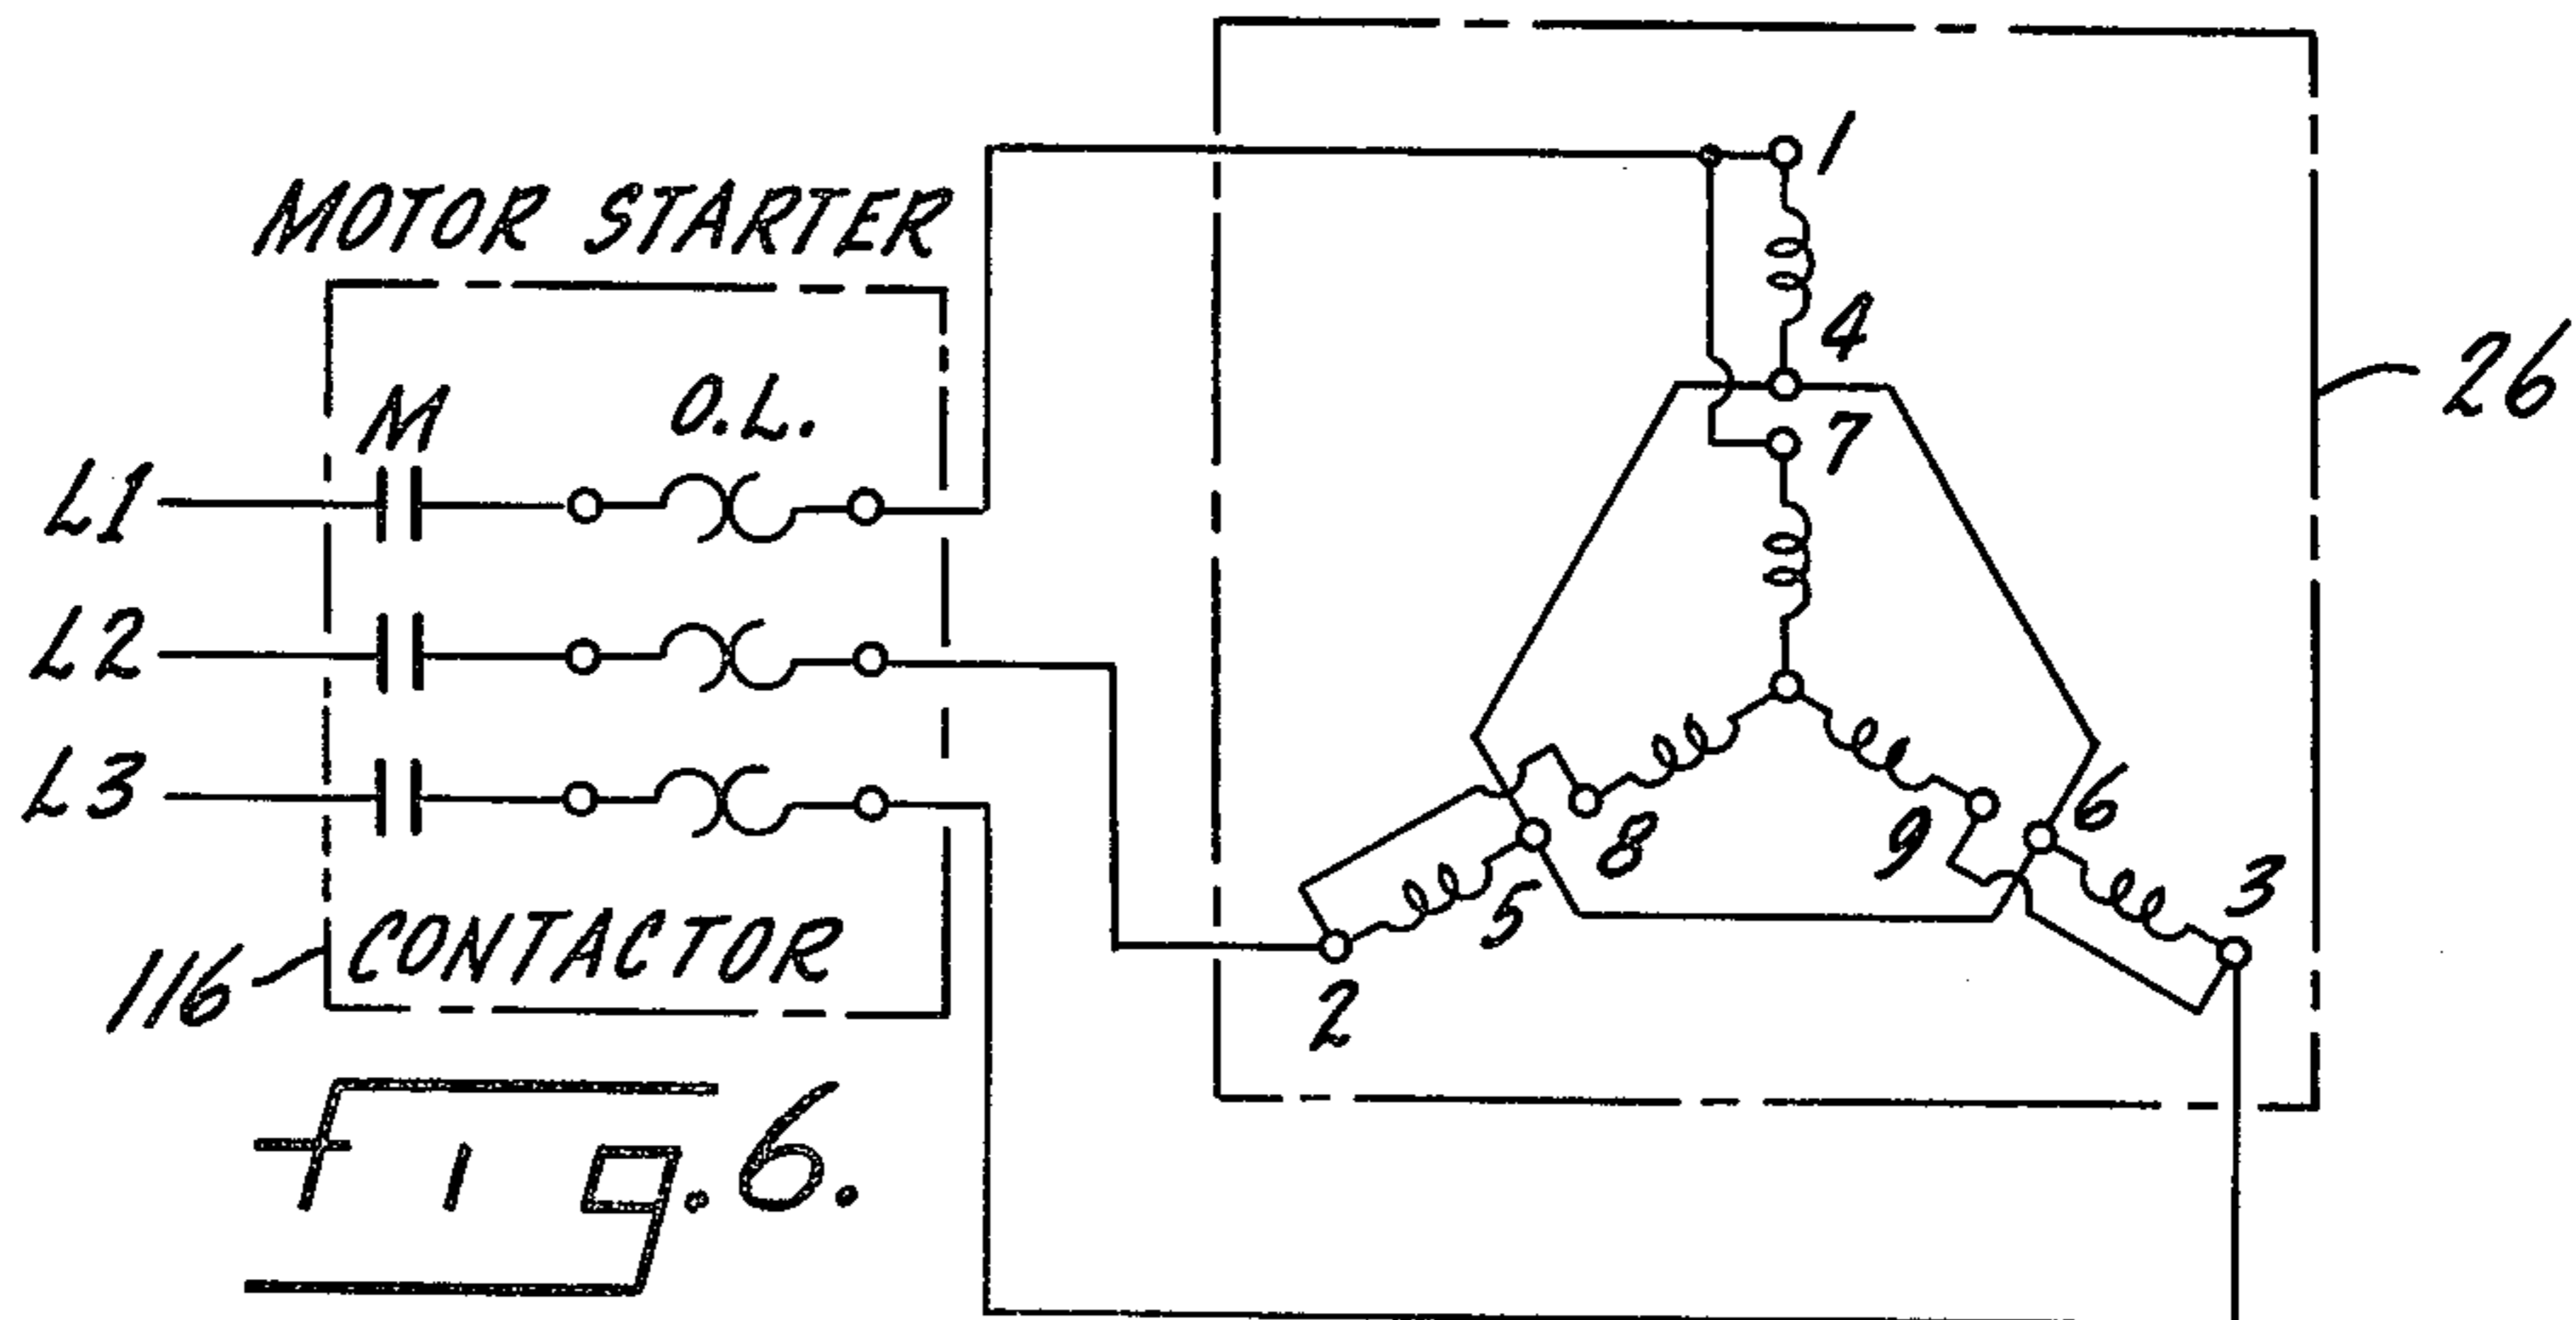 MOTOR STARTER
M
O.L.
L1
L2
L3
CONTACTOR
116
1
4
7
26
8
9
6
5
3
2
Fig. 6.